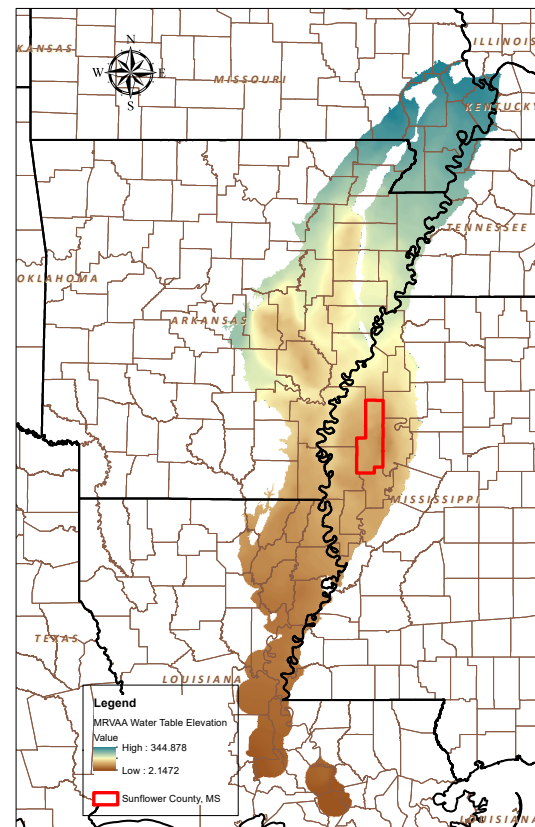 KANSAS
ILLINOIS
N
W E
S
MISSOURI
KENTUCKY
TENNESSEE
OKLAHOMA
ARKANSAS
MISSISSIPPI
TEXAS
LOUISIANA
Legend
MRVAA Water Table Elevation
Value
High : 344.878
Low : 2.1472
Sunflower County, MS
LOUISIANA